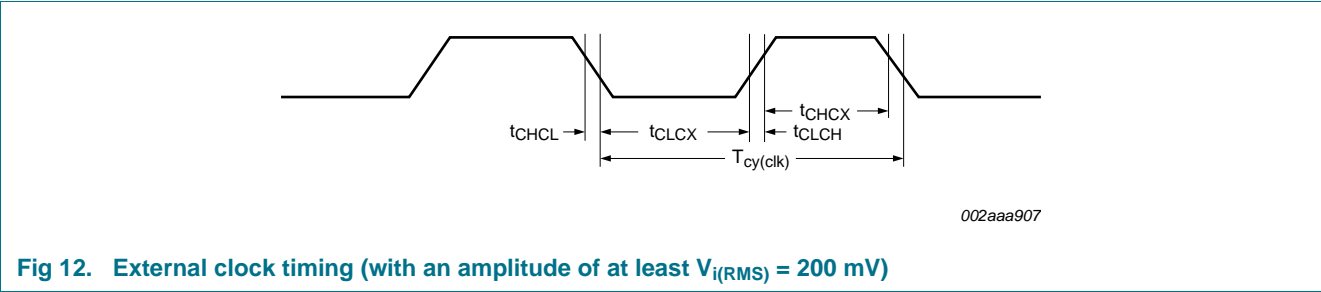 tCHCX
tCHCL
tCLCX
tCLCH
Tcy(clk)
002aaa907
Fig 12. External clock timing (with an amplitude of at least Vi(RMS) = 200 mV)